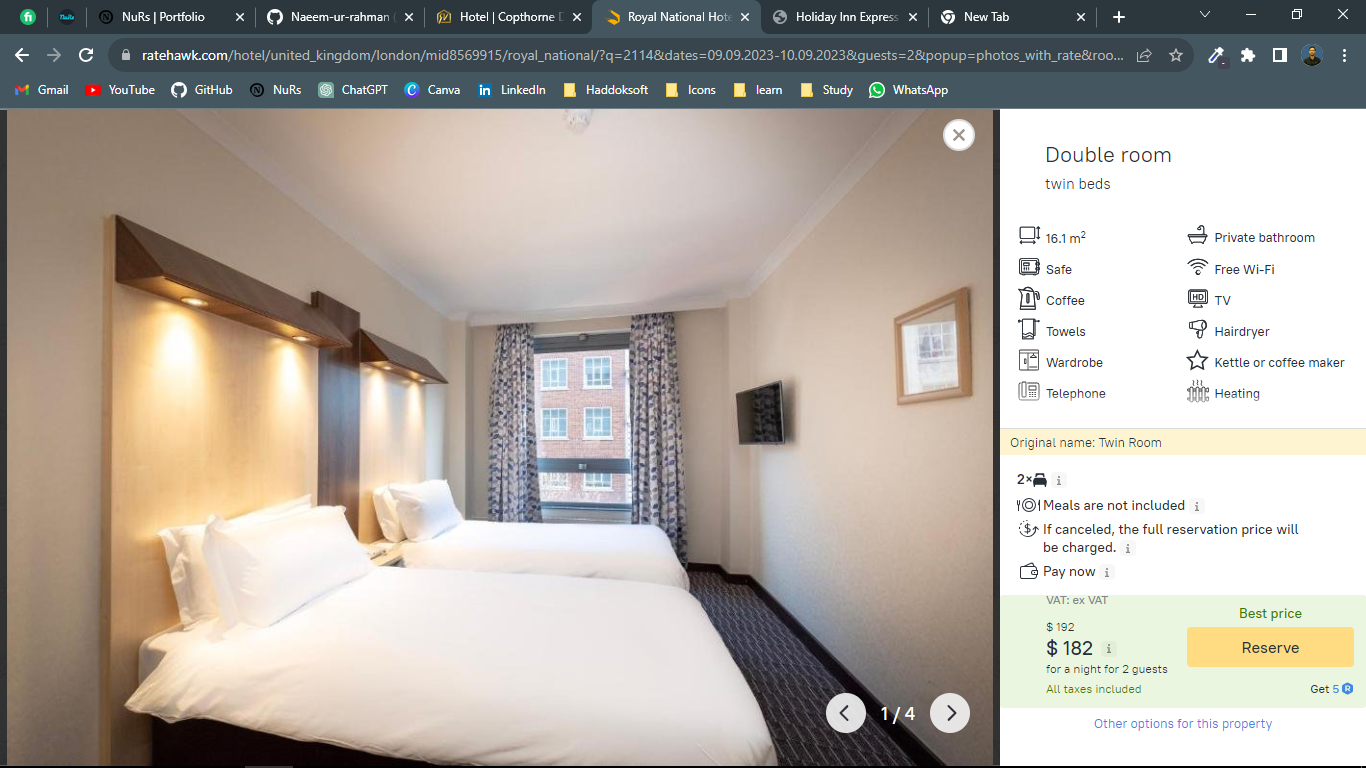 NuRs | Portfolio
Naeem-ur-rahman (
Hotel | Copthorne
Royal National Hote
Holiday Inn Express
New Tab
ratehawk.com/hotel/united_kingdom/london/mid8569915/royal_national/?q=2114&dates=09.09.2023-10.09.2023&guests=2&popup=photos_with_rate&roo...
Gmail
YouTube
GitHub
NuRs
ChatGPT
Canva
LinkedIn
Haddoksoft
Icons
learn
Study
WhatsApp
1 / 4
Double room
twin beds
16.1 m²
Private bathroom
Safe
Free Wi-Fi
Coffee
HD
TV
Towels
Hairdryer
Wardrobe
Kettle or coffee maker
Telephone
Heating
Original name: Twin Room
2×
Meals are not included
If canceled, the full reservation price will
be charged.
Pay now
VAT: ex VAT
Best price
$ 192
$ 182
Reserve
for a night for 2 guests
All taxes included
Get 5 R
Other options for this property